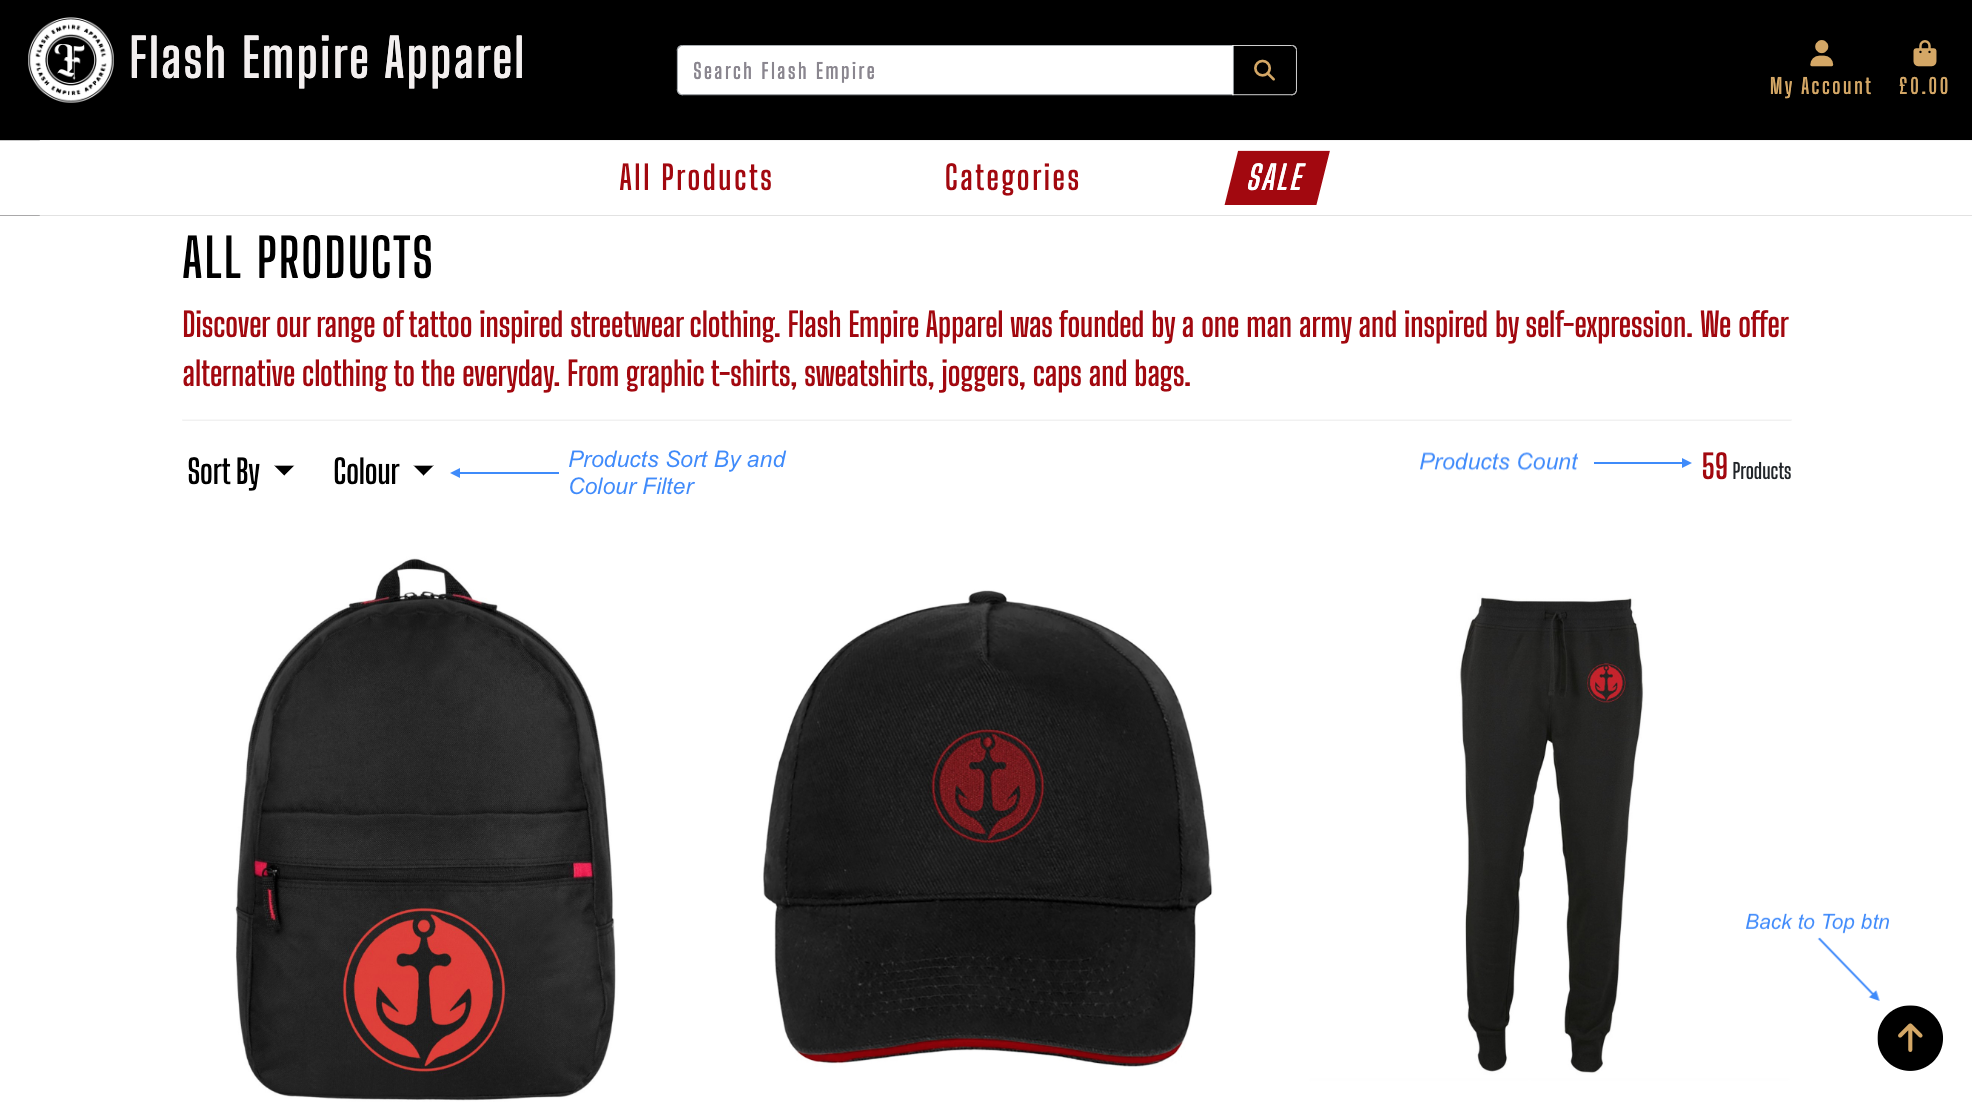 FLASH EMPIRE APPAREL
FLASH EMPIRE APPAREL
F
Flash Empire Apparel
Search Flash Empire
My Account
£0.00
All Products
Categories
SALE
ALL PRODUCTS
Discover our range of tattoo inspired streetwear clothing. Flash Empire Apparel was founded by a one man army and inspired by self-expression. We offer
alternative clothing to the everyday. From graphic t-shirts, sweatshirts, joggers, caps and bags.
Sort By
Colour
Products Sort By and
Colour Filter
Products Count
59 Products
Back to Top btn